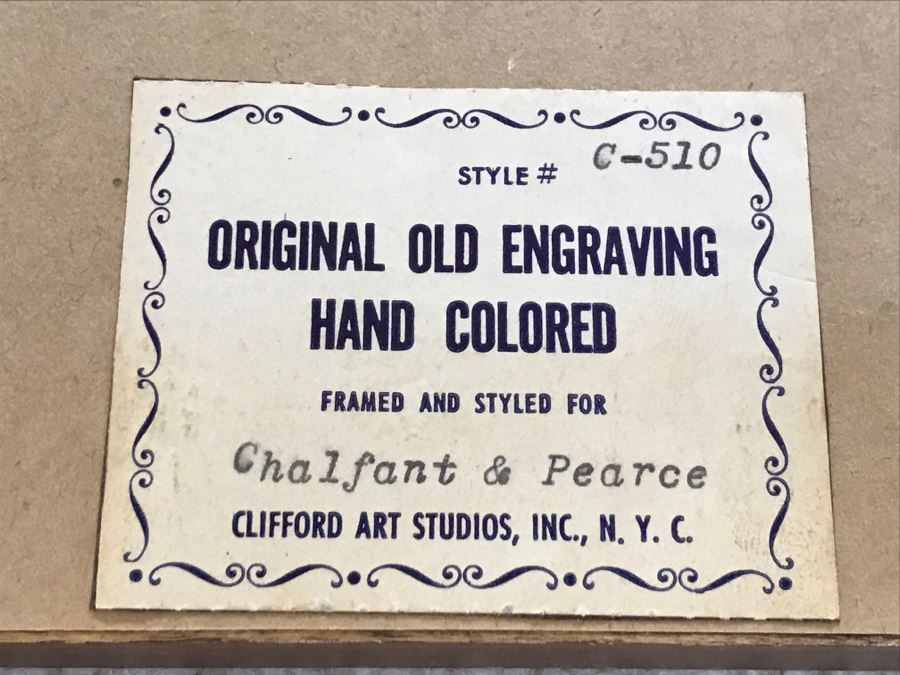 STYLE # C-510
ORIGINAL OLD ENGRAVING
HAND COLORED
FRAMED AND STYLED FOR
Chalfant & Pearce
CLIFFORD ART STUDIOS, INC., N. Y. C.